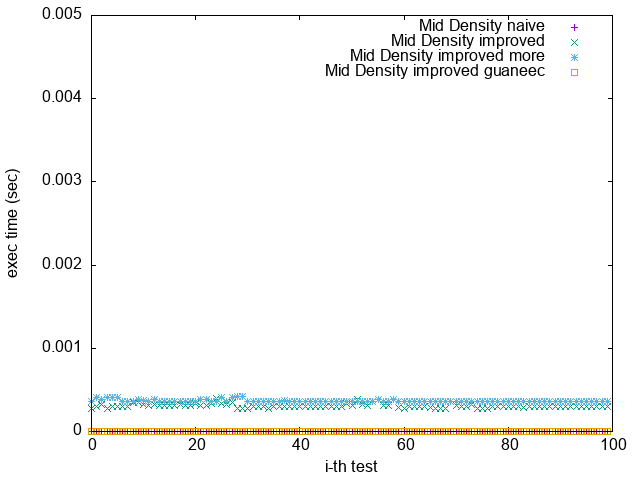 0.005
0.004
0.003
0.002
0.001
0
0 20 40 60 80 100
exec time (sec)
i-th test
Mid Density naive
Mid Density improved
Mid Density improved more
Mid Density improved guaneec